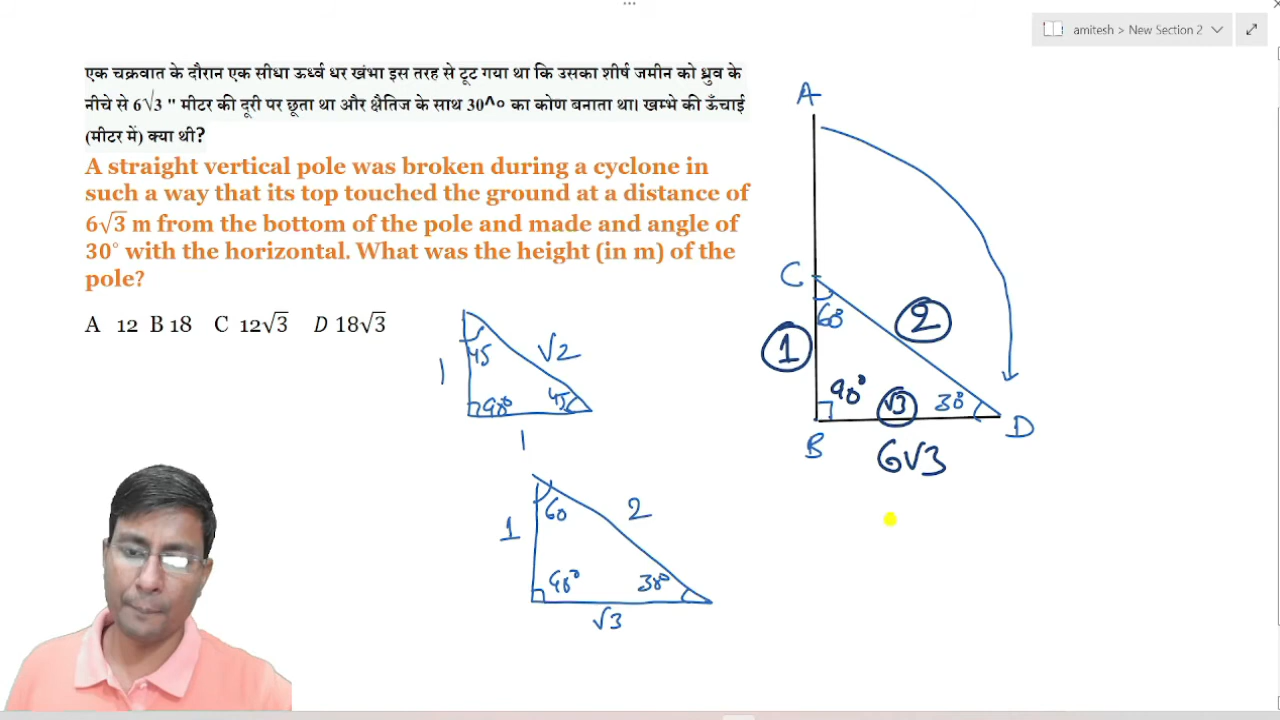 amitesh > New Section 2
एक चक्रवात के दौरान एक सीधा ऊर्ध्व धर खंभा इस तरह से टूट गया था कि उसका शीर्ष जमीन को ध्रुव के
नीचे से 6√3 " मीटर की दूरी पर छूता था और क्षैतिज के साथ 30^० का कोण बनाता था। खम्भे की ऊँचाई
(मीटर में) क्या थी?
A straight vertical pole was broken during a cyclone in
such a way that its top touched the ground at a distance of
6√3 m from the bottom of the pole and made and angle of
30° with the horizontal. What was the height (in m) of the
pole?
A 12 B 18 C 12√3 D 18√3
A
C
60°
2
1
90°
√3
30°
B
D
6√3
45
√2
1
90°
45
1
60
2
1
90°
30°
√3